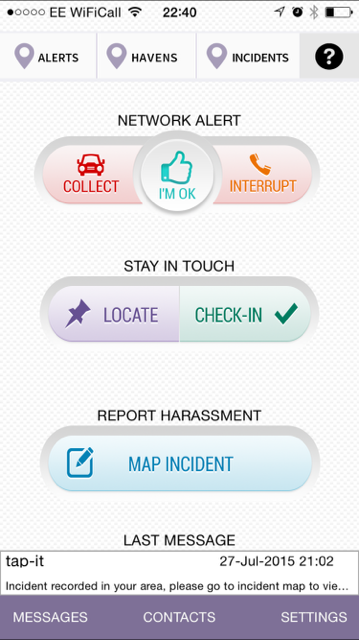 EE WiFiCall 22:40
ALERTS HAVENS INCIDENTS ?
NETWORK ALERT
COLLECT I'M OK INTERRUPT
STAY IN TOUCH
LOCATE CHECK-IN
REPORT HARASSMENT
MAP INCIDENT
LAST MESSAGE
tap-it 27-Jul-2015 21:02
Incident recorded in your area, please go to incident map to vie...
MESSAGES CONTACTS SETTINGS